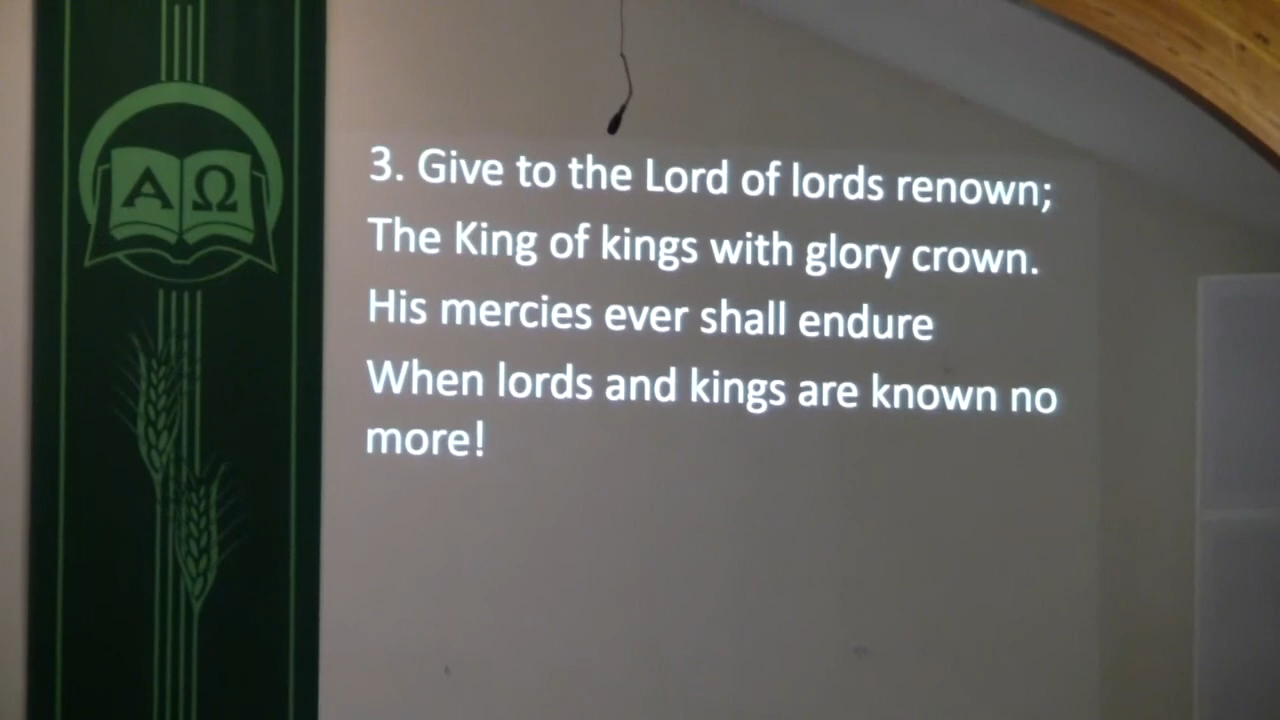 Α Ω
3. Give to the Lord of lords renown;
The King of kings with glory crown.
His mercies ever shall endure
When lords and kings are known no
more!